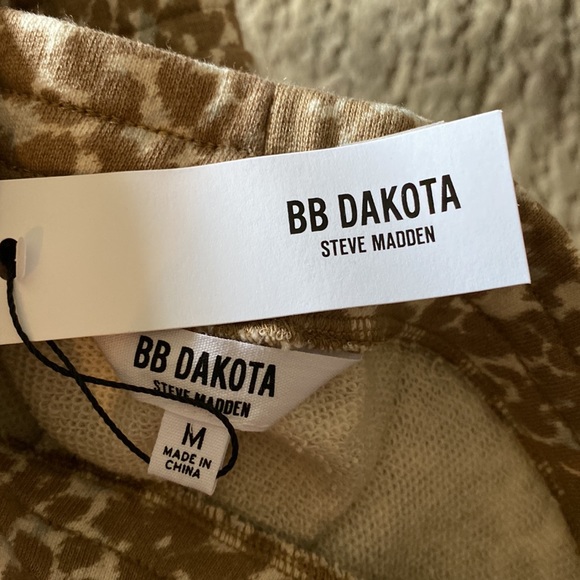 BB DAKOTA
STEVE MADDEN
BB DAKOTA
STEVE MADDEN
M
MADE IN
CHINA